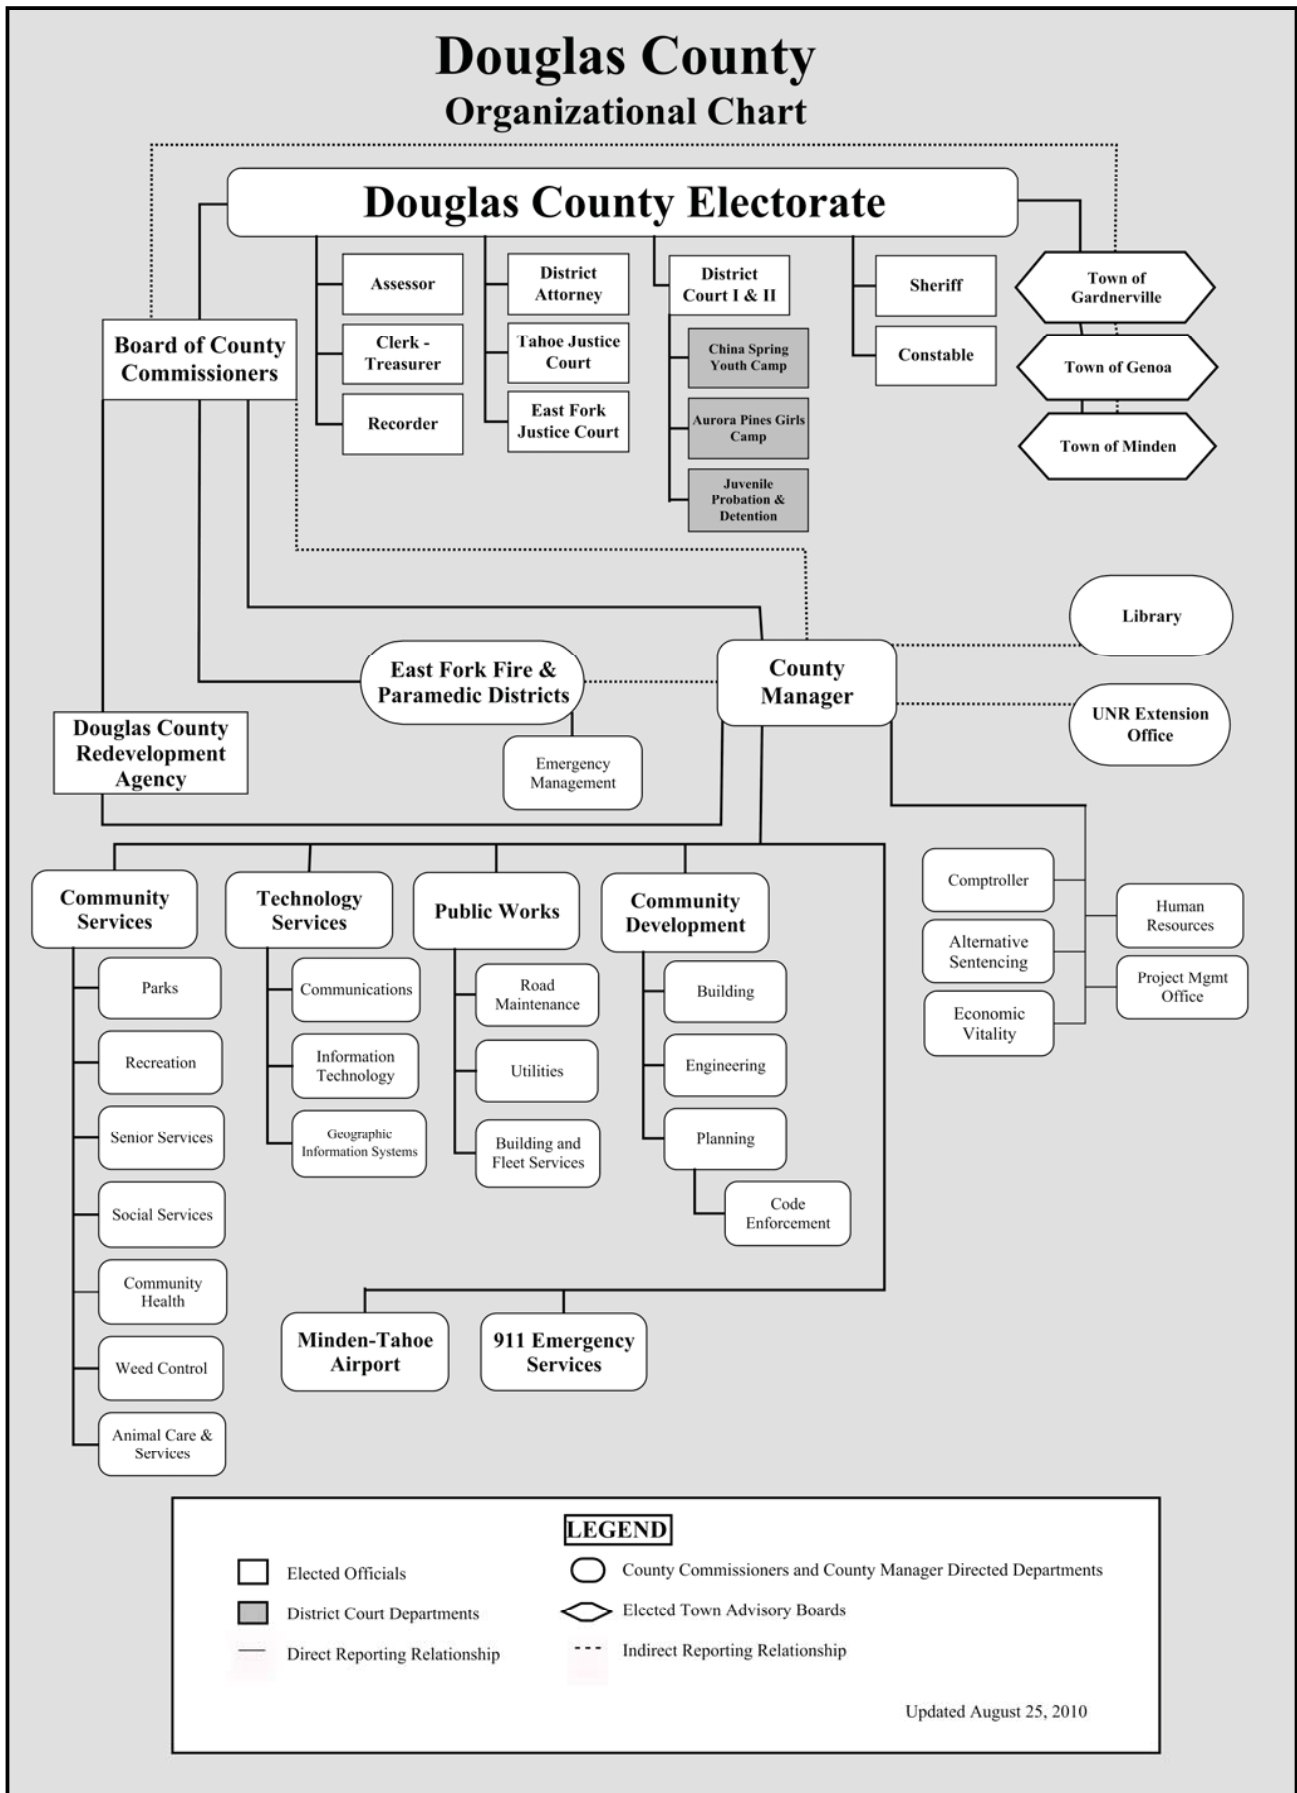 Douglas County
Organizational Chart
Douglas County Electorate
Assessor
Clerk -
Treasurer
Recorder
District
Attorney
Tahoe Justice
Court
East Fork
Justice Court
District
Court I & II
China Spring
Youth Camp
Aurora Pines Girls
Camp
Juvenile
Probation &
Detention
Sheriff
Constable
Town of
Gardnerville
Town of Genoa
Town of Minden
Board of County
Commissioners
Library
East Fork Fire &
Paramedic Districts
County
Manager
UNR Extension
Office
Douglas County
Redevelopment
Agency
Emergency
Management
Community
Services
Parks
Recreation
Senior Services
Social Services
Community
Health
Weed Control
Animal Care &
Services
Technology
Services
Communications
Information
Technology
Geographic
Information Systems
Public Works
Road
Maintenance
Utilities
Building and
Fleet Services
Community
Development
Building
Engineering
Planning
Code
Enforcement
Comptroller
Alternative
Sentencing
Economic
Vitality
Human
Resources
Project Mgmt
Office
Minden-Tahoe
Airport
911 Emergency
Services
LEGEND
Elected Officials
County Commissioners and County Manager Directed Departments
District Court Departments
Elected Town Advisory Boards
Direct Reporting Relationship
Indirect Reporting Relationship
Updated August 25, 2010